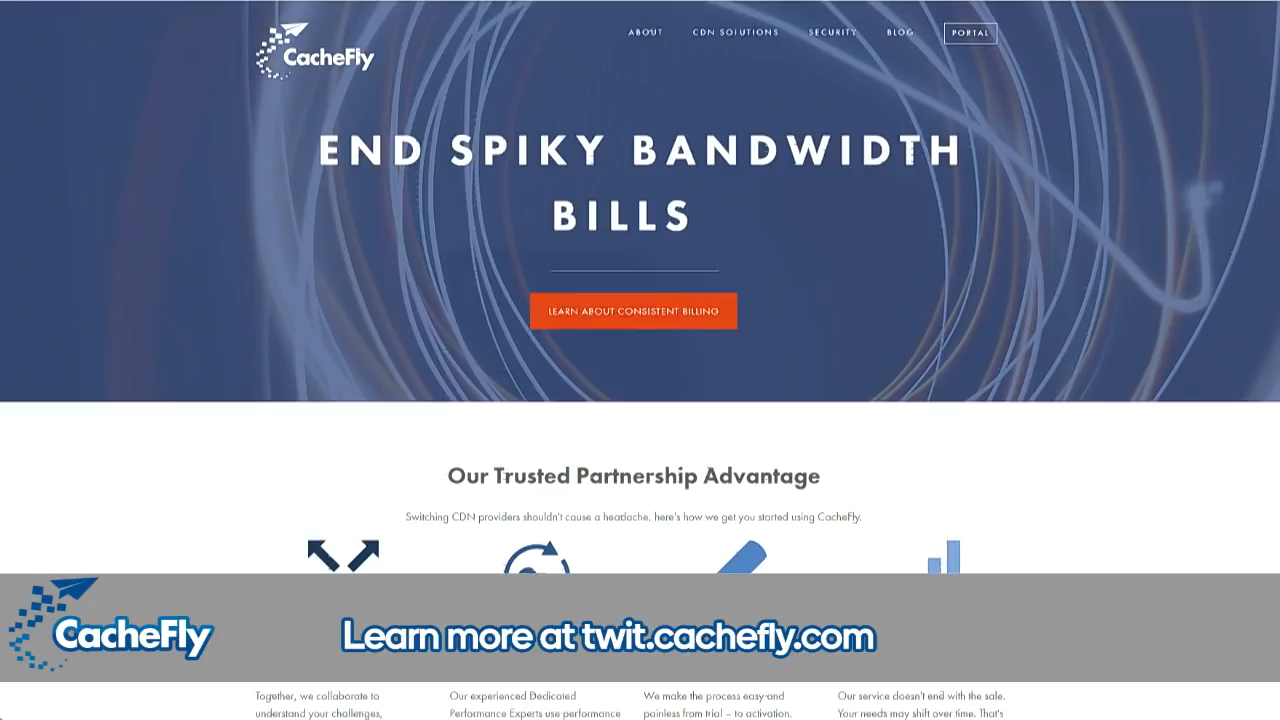 CacheFly
ABOUT
CDN SOLUTIONS
SECURITY
BLOG
PORTAL
END SPIKY BANDWIDTH
BILLS
LEARN ABOUT CONSISTENT BILLING
Our Trusted Partnership Advantage
Switching CDN providers shouldn't cause a headache. here's how we get you started using CacheFly.
CacheFly
Learn more at twit.cachefly.com
Together, we collaborate to
understand your challenges,
Our experienced Dedicated
Performance Experts use performance
We make the process easy-and
painless from trial – to activation.
Our service doesn't end with the sale.
Your needs may shift over time. That's